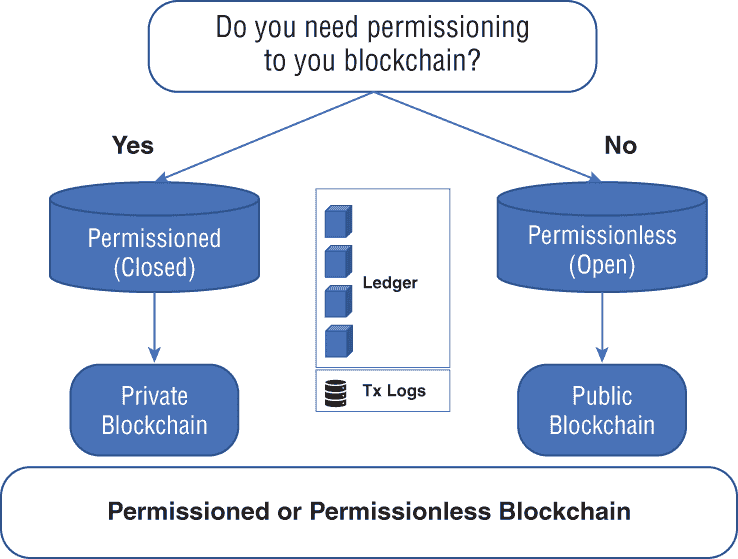 Do you need permissioning
to you blockchain?
Yes
No
Permissioned
(Closed)
Ledger
Permissionless
(Open)
Tx Logs
Private
Blockchain
Public
Blockchain
Permissioned or Permissionless Blockchain